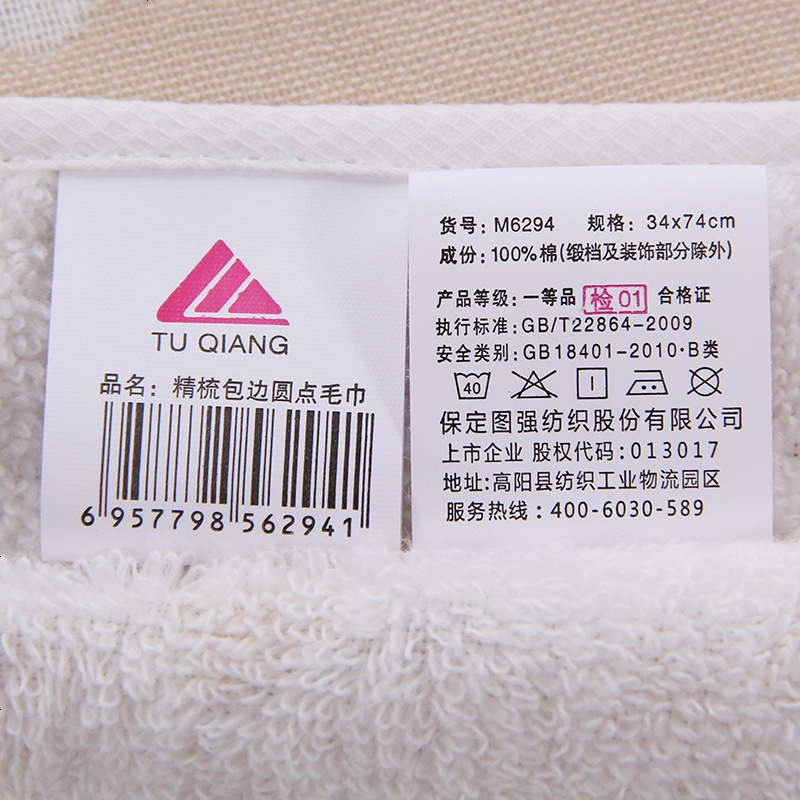 TU QIANG
品名：精梳包边圆点毛巾
6 957798 562941
货号：M6294 规格：34x74cm
成份：100%棉(缎档及装饰部分除外)
产品等级：一等品 检01 合格证
执行标准：GB/T22864-2009
安全类别：GB18401-2010·B类
40
保定图强纺织股份有限公司
上市企业 股权代码：013017
地址：高阳县纺织工业物流园区
服务热线：400-6030-589